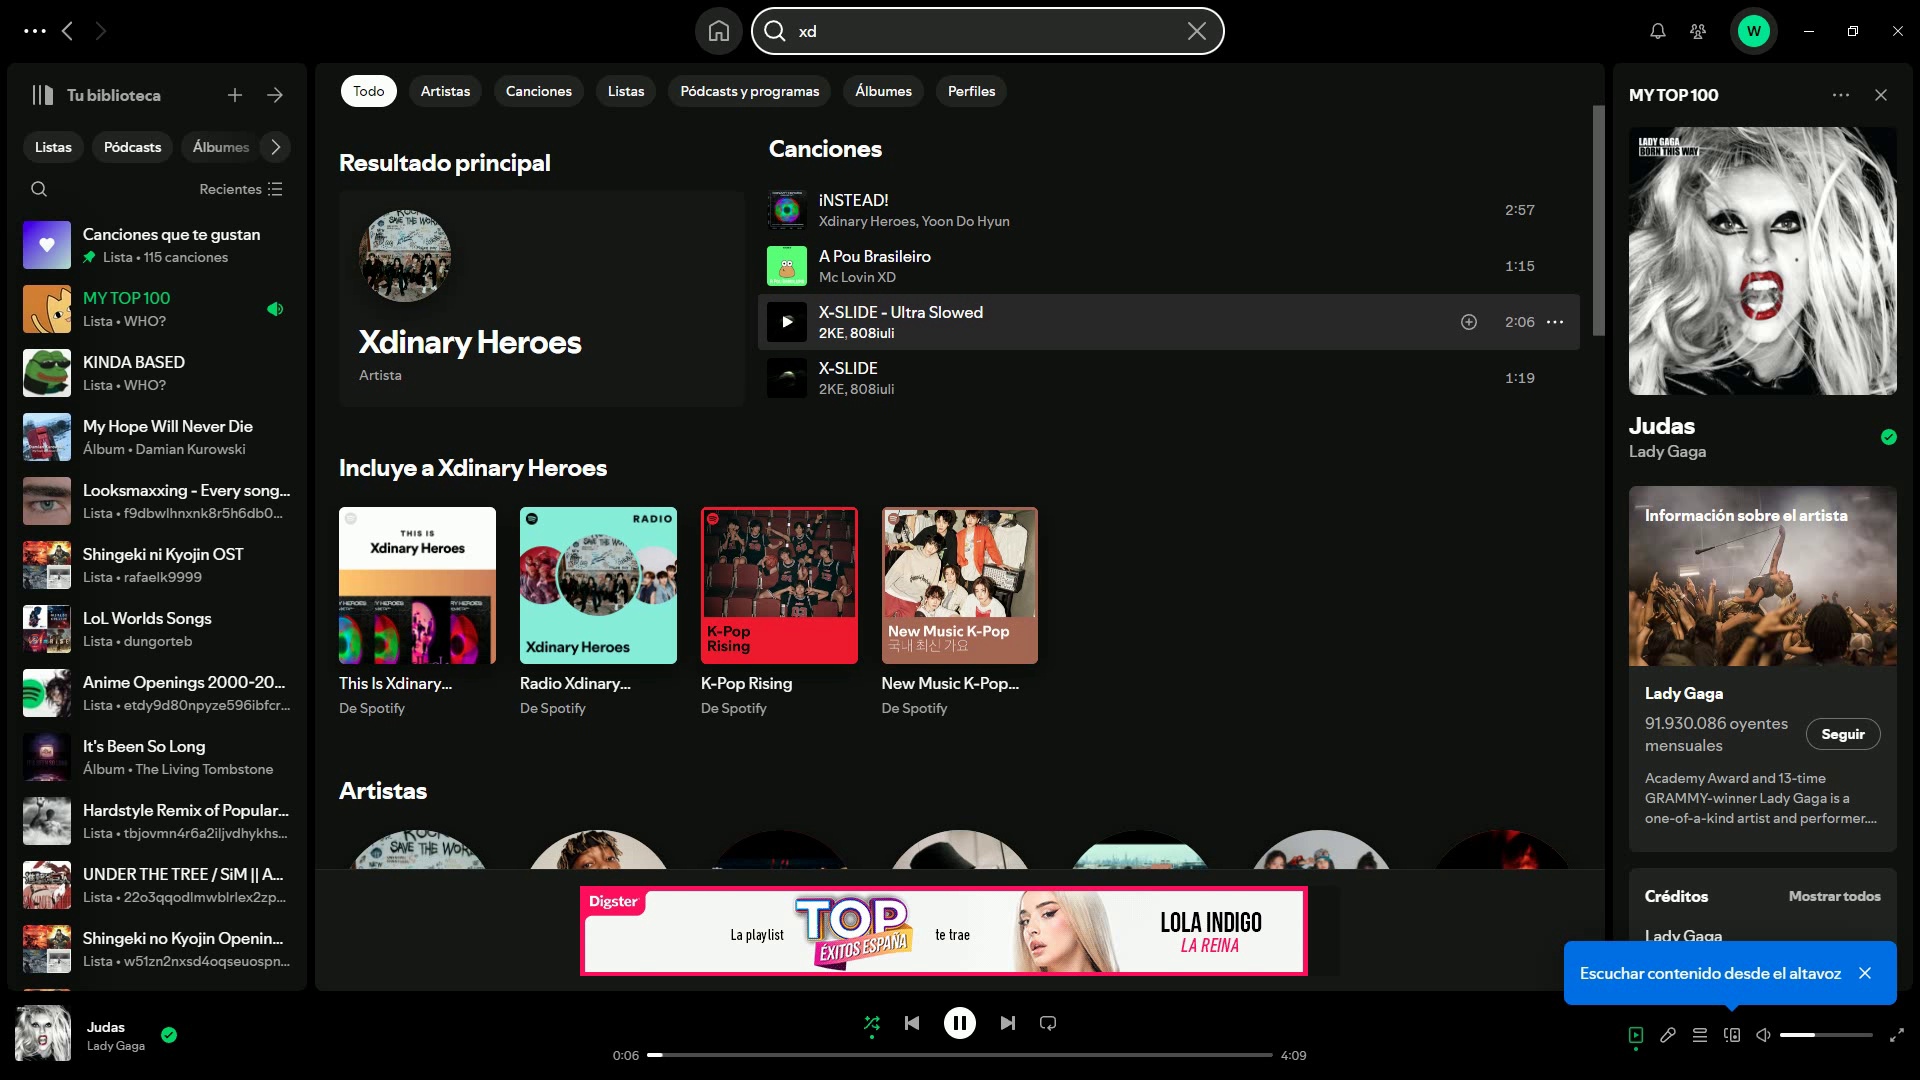 xd
W
Tu biblioteca
Listas
Pódcasts
Álbumes
Recientes
Canciones que te gustan
Lista • 115 canciones
MY TOP 100
Lista • WHO?
KINDA BASED
Lista • WHO?
My Hope Will Never Die
Álbum • Damian Kurowski
Looksmaxxing - Every song...
Lista • f9dbwlhnxnk8r5h6db0...
Shingeki ni Kyojin OST
Lista • rafaelk9999
LoL Worlds Songs
Lista • dungorteb
Anime Openings 2000-20...
Lista • etdy9d80npyze596ibfcr...
It's Been So Long
Álbum • The Living Tombstone
Hardstyle Remix of Popular...
Lista • tbjovmn4r6a2iljvdhykhs...
UNDER THE TREE / SiM || A...
Lista • 22o3qqodlmwblrlex2zp...
Shingeki no Kyojin Openin...
Lista • w51zn2nxsd4oqseuospn...
Todo
Artistas
Canciones
Listas
Pódcasts y programas
Álbumes
Perfiles
Resultado principal
Xdinary Heroes
Artista
Canciones
iNSTEAD!
Xdinary Heroes, Yoon Do Hyun
2:57
A Pou Brasileiro
Mc Lovin XD
1:15
X-SLIDE - Ultra Slowed
2KE, 808iuli
2:06
X-SLIDE
2KE, 808iuli
1:19
Incluye a Xdinary Heroes
THIS IS
Xdinary Heroes
This Is Xdinary...
De Spotify
RADIO
Xdinary Heroes
Radio Xdinary...
De Spotify
K-Pop
Rising
K-Pop Rising
De Spotify
New Music K-Pop
국내 최신 가요
New Music K-Pop...
De Spotify
Artistas
Digster
La playlist
TOP
ÉXITOS ESPAÑA
te trae
LOLA INDIGO
LA REINA
MY TOP 100
LADY GAGA
BORN THIS WAY
Judas
Lady Gaga
Información sobre el artista
Lady Gaga
91.930.086 oyentes
mensuales
Seguir
Academy Award and 13-time
GRAMMY-winner Lady Gaga is a
one-of-a-kind artist and performer....
Créditos
Mostrar todos
Lady Gaga
Escuchar contenido desde el altavoz
Judas
Lady Gaga
0:06
4:09